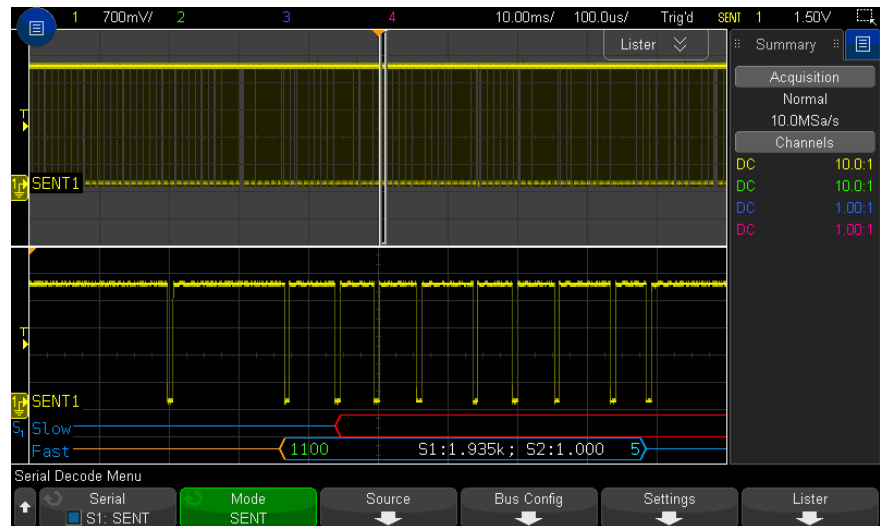 1 700mV/ 2 3 4 10.00ms/ 100.0us/ Trig'd SENT 1 1.50V
Lister
Summary
Acquisition
Normal
10.0MSa/s
Channels
DC 10.0:1
DC 10.0:1
DC 1.00:1
DC 1.00:1
T
SENT1
T
SENT1
S1 Slow
Fast 1100 S1:1.935k; S2:1.000 5
Serial Decode Menu
Serial Mode Source Bus Config Settings Lister
S1: SENT SENT